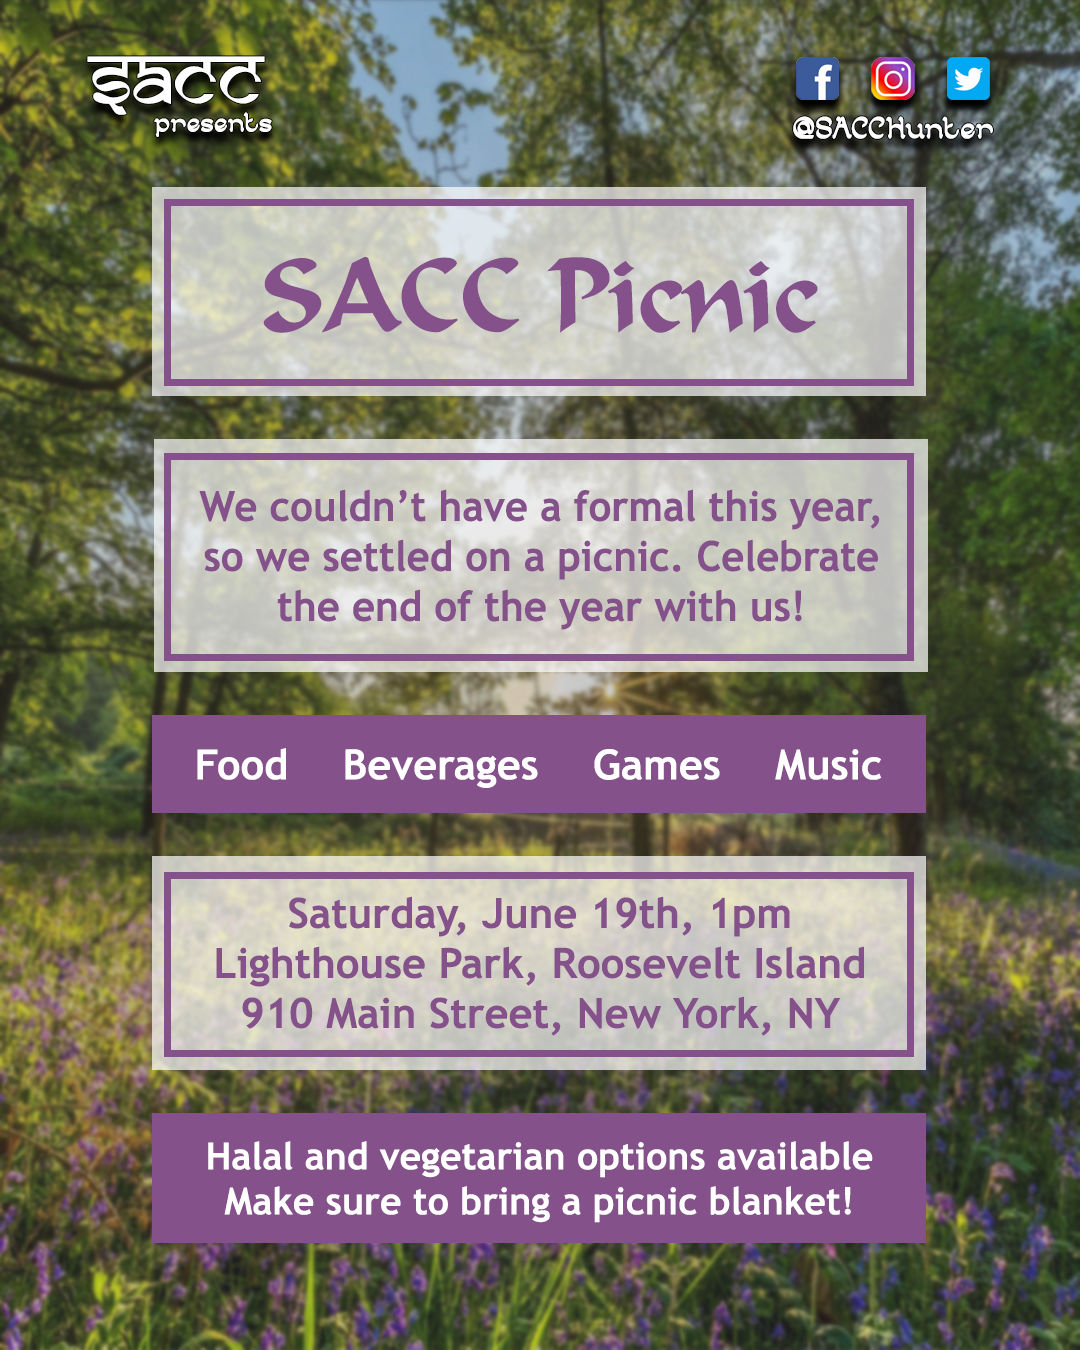 SACC
presents
@SACCHunter
SACC Picnic
We couldn’t have a formal this year,
so we settled on a picnic. Celebrate
the end of the year with us!
Food Beverages Games Music
Saturday, June 19th, 1pm
Lighthouse Park, Roosevelt Island
910 Main Street, New York, NY
Halal and vegetarian options available
Make sure to bring a picnic blanket!